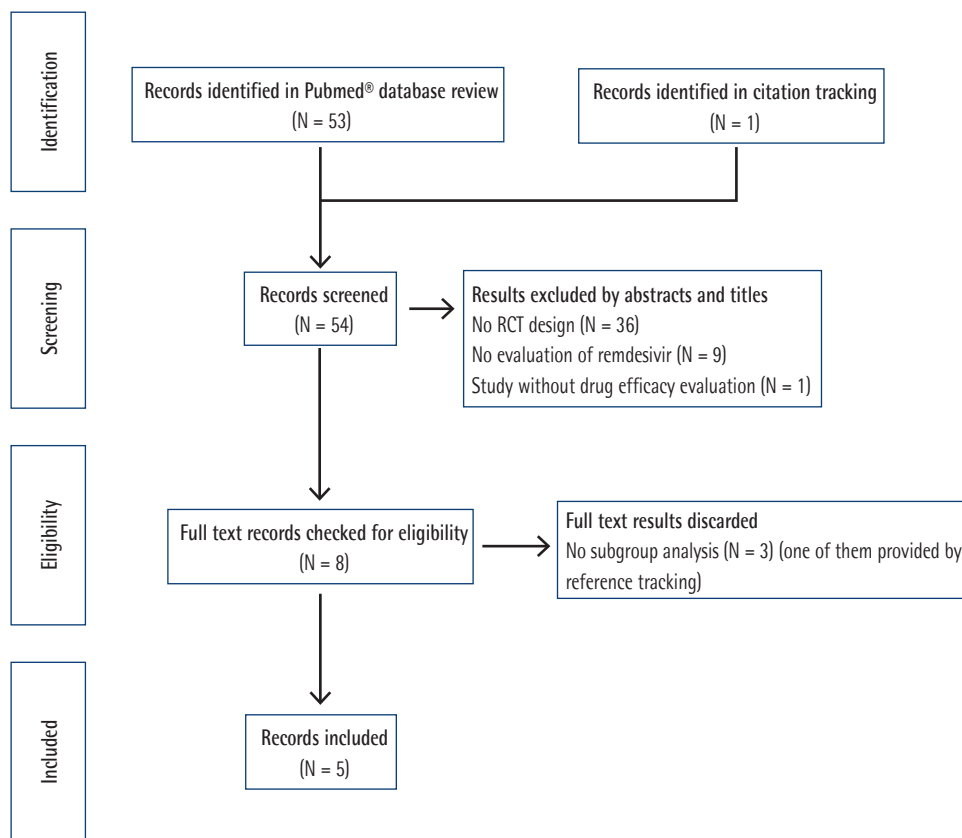 Identification
Records identified in Pubmed® database review
(N = 53)
Records identified in citation tracking
(N = 1)
Screening
Records screened
(N = 54)
Results excluded by abstracts and titles
No RCT design (N = 36)
No evaluation of remdesivir (N = 9)
Study without drug efficacy evaluation (N = 1)
Eligibility
Full text records checked for eligibility
(N = 8)
Full text results discarded
No subgroup analysis (N = 3) (one of them provided by
reference tracking)
Included
Records included
(N = 5)